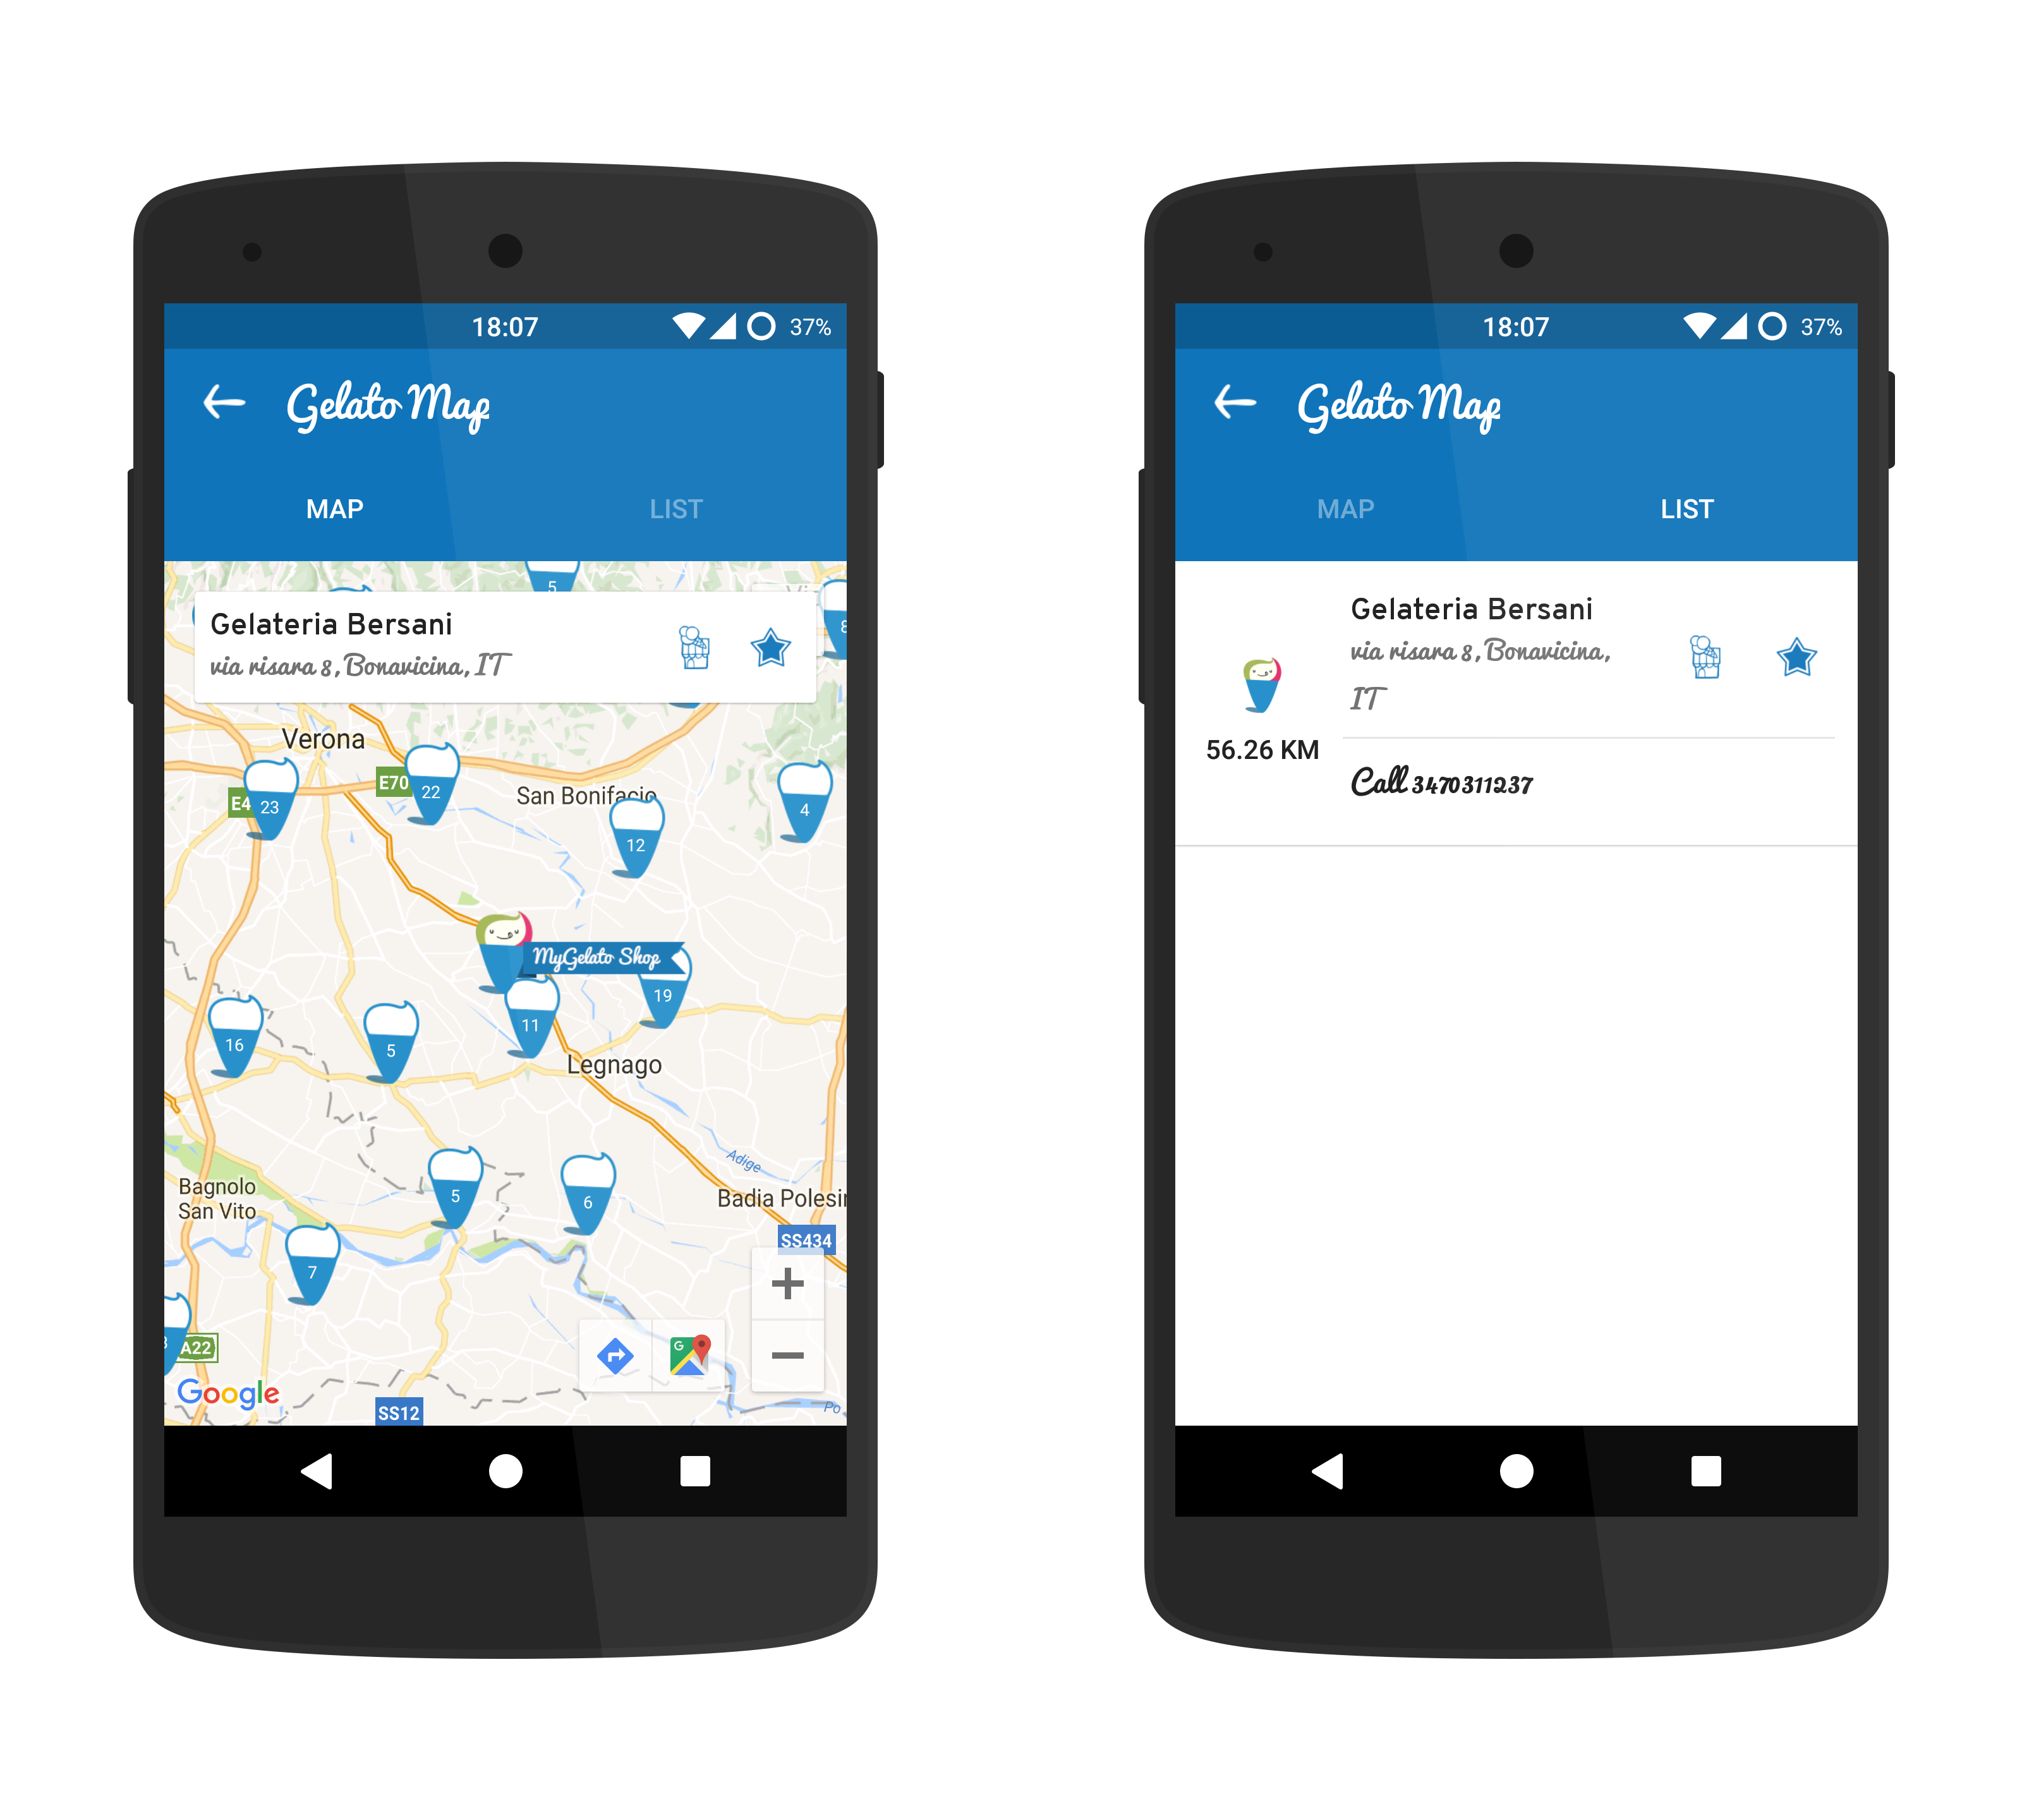 18:07
37%
Gelato Map
MAP
LIST
5
8
Gelateria Bersani
via risara 8, Bonavicina, IT
Verona
E70
22
E4
23
San Bonifacio
4
12
MyGelato Shop
19
11
16
5
Legnago
Adige
5
6
Bagnolo
San Vito
Badia Polesin
SS434
7
A22
G
Google
SS12
Po
18:07
37%
Gelato Map
MAP
LIST
Gelateria Bersani
via risara 8, Bonavicina,
IT
56.26 KM
Call 3470311237